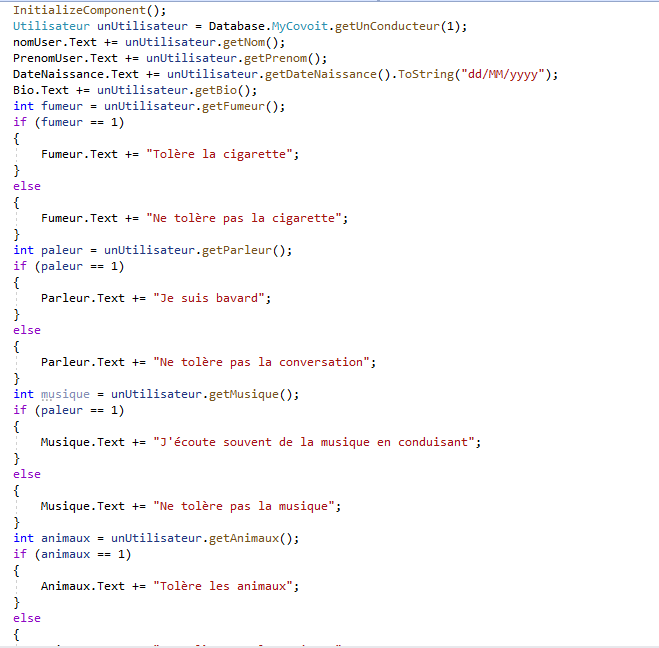 InitializeComponent();
Utilisateur unUtilisateur = Database.MyCovoit.getUnConducteur(1);
nomUser.Text += unUtilisateur.getNom();
PrenomUser.Text += unUtilisateur.getPrenom();
DateNaissance.Text += unUtilisateur.getDateNaissance().ToString("dd/MM/yyyy");
Bio.Text += unUtilisateur.getBio();
int fumeur = unUtilisateur.getFumeur();
if (fumeur == 1)
{
Fumeur.Text += "Tolère la cigarette";
}
else
{
Fumeur.Text += "Ne tolère pas la cigarette";
}
int paleur = unUtilisateur.getParleur();
if (paleur == 1)
{
Parleur.Text += "Je suis bavard";
}
else
{
Parleur.Text += "Ne tolère pas la conversation";
}
int musique = unUtilisateur.getMusique();
if (paleur == 1)
{
Musique.Text += "J'écoute souvent de la musique en conduisant";
}
else
{
Musique.Text += "Ne tolère pas la musique";
}
int animaux = unUtilisateur.getAnimaux();
if (animaux == 1)
{
Animaux.Text += "Tolère les animaux";
}
else
{